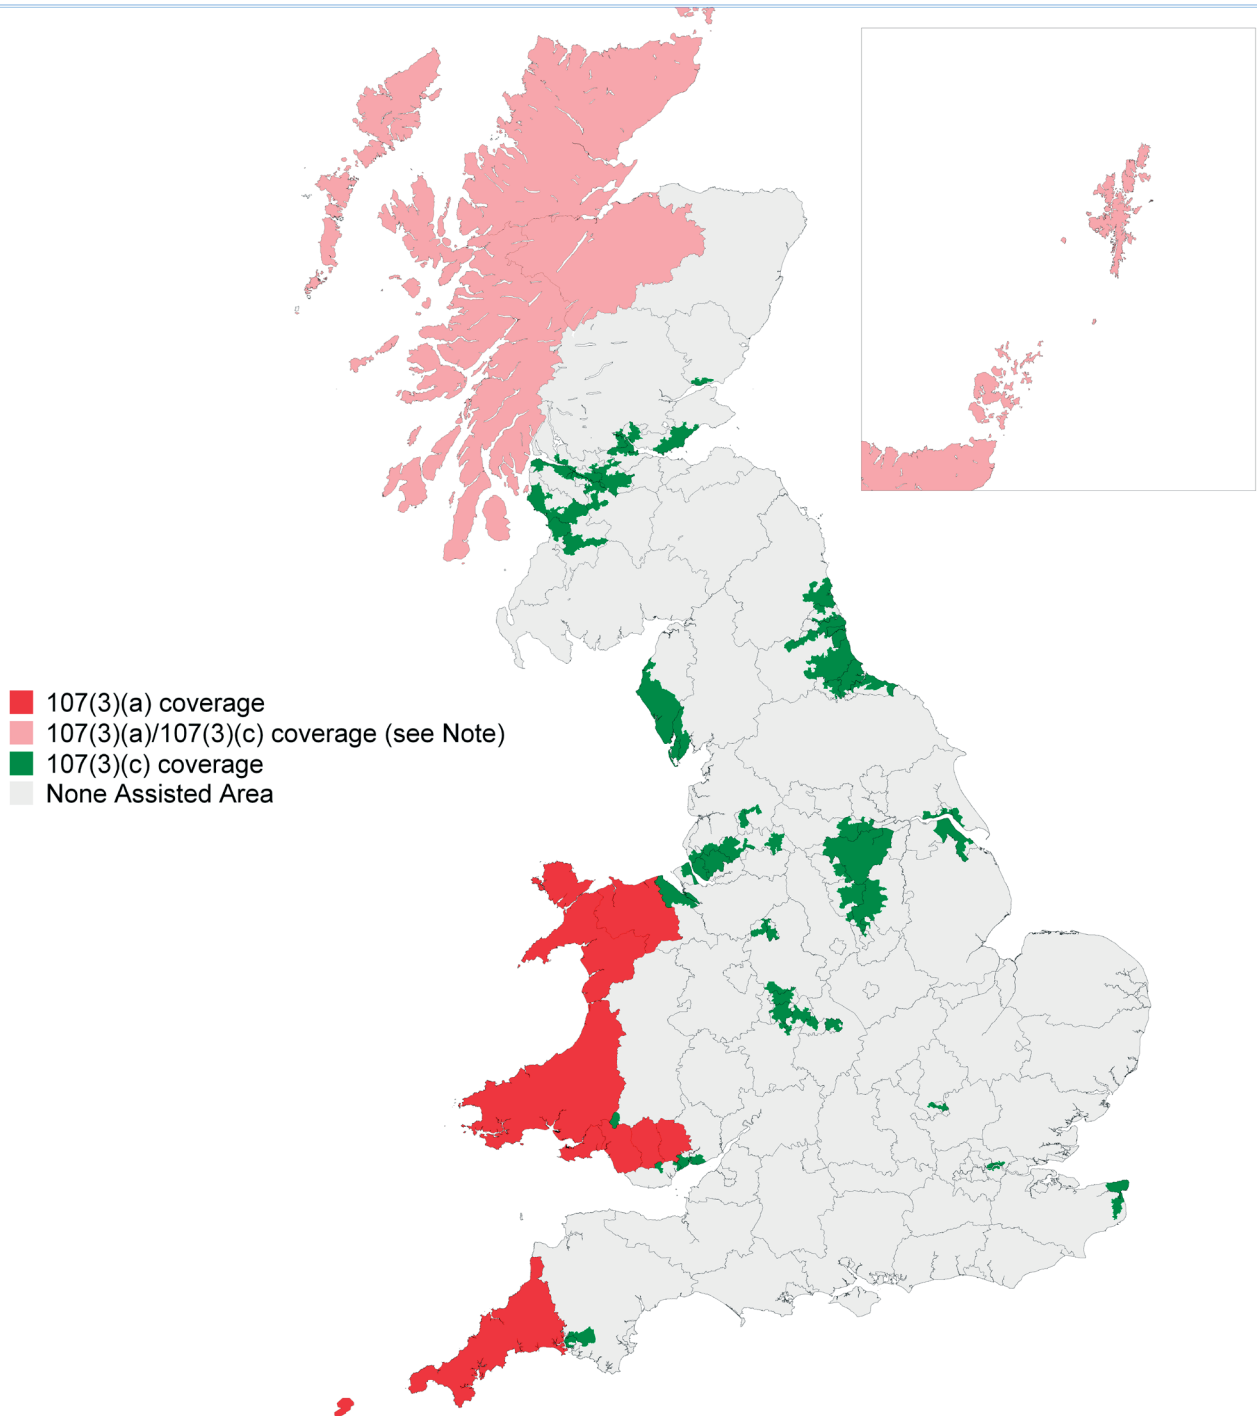 107(3)(a) coverage
107(3)(a)/107(3)(c) coverage (see Note)
107(3)(c) coverage
None Assisted Area